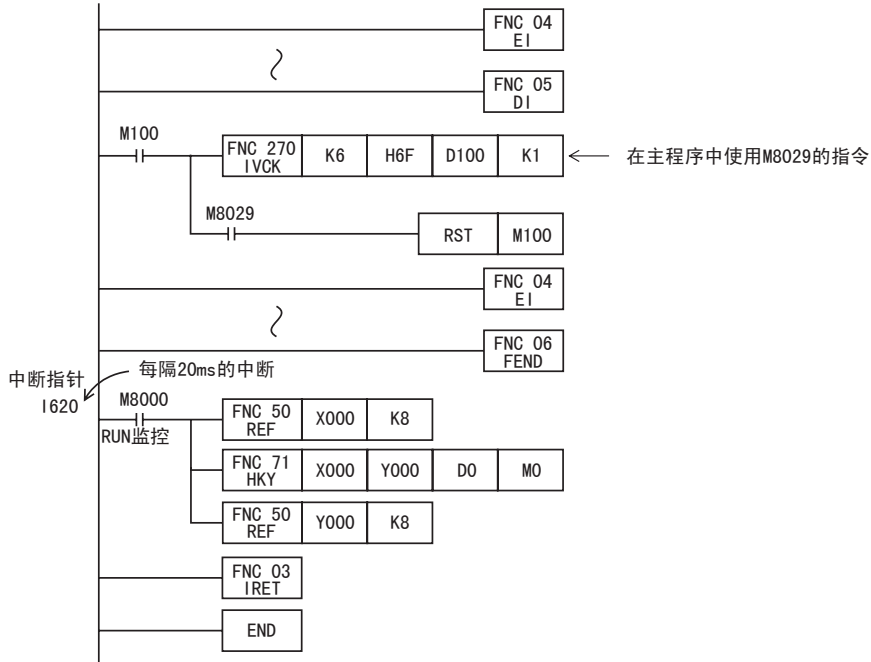 FNC 04
EI
FNC 05
DI
M100
FNC 270
IVCK
K6
H6F
D100
K1
在主程序中使用M8029的指令
M8029
RST
M100
FNC 04
EI
FNC 06
FEND
中断指针
I620
每隔20ms的中断
M8000
RUN监控
FNC 50
REF
X000
K8
FNC 71
HKY
X000
Y000
D0
M0
FNC 50
REF
Y000
K8
FNC 03
IRET
END